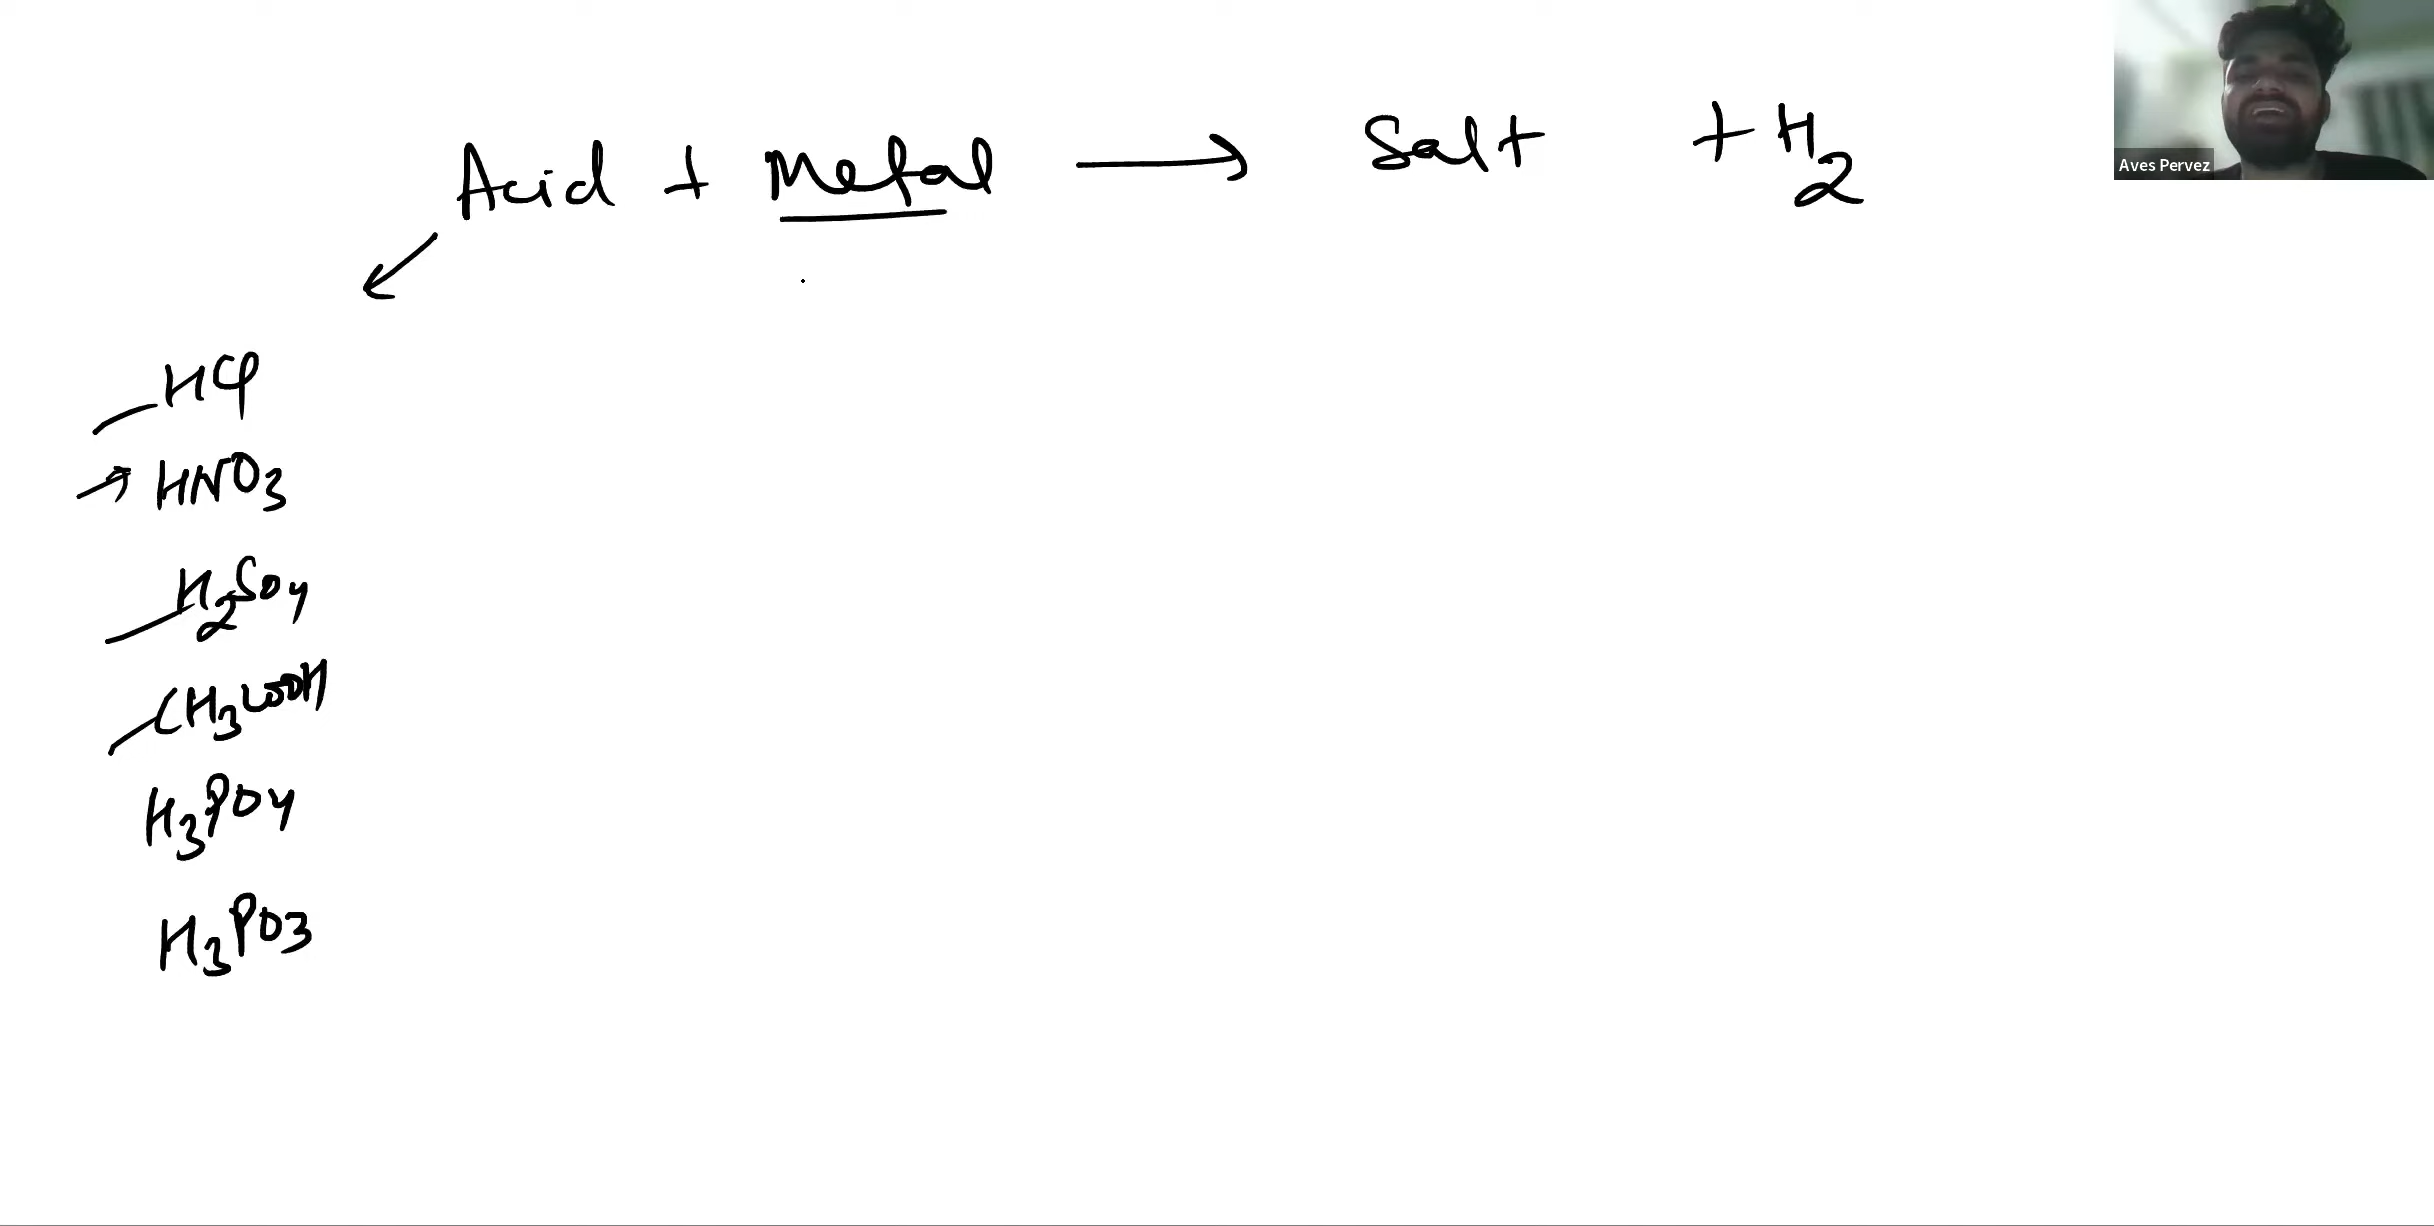 Acid + Metal → Salt + H2
Aves Pervez
HCl
→ HNO3
H2SO4
CH3COOH
H3PO4
H3PO3